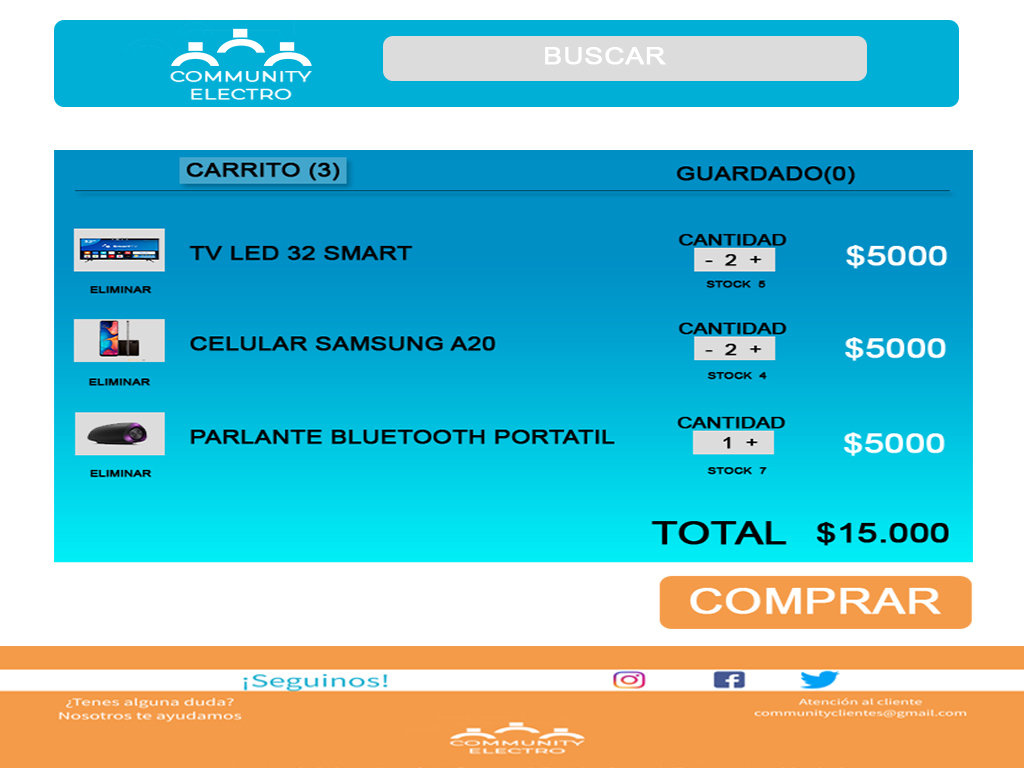 COMMUNITY
ELECTRO
BUSCAR
CARRITO (3)
GUARDADO(0)
TV LED 32 SMART
ELIMINAR
CANTIDAD
- 2 +
STOCK 5
$5000
CELULAR SAMSUNG A20
ELIMINAR
CANTIDAD
- 2 +
STOCK 4
$5000
PARLANTE BLUETOOTH PORTATIL
ELIMINAR
CANTIDAD
1 +
STOCK 7
$5000
TOTAL $15.000
COMPRAR
¡Seguinos!
¿Tenes alguna duda?
Nosotros te ayudamos
Atención al cliente
communityclientes@gmail.com
COMMUNITY
ELECTRO